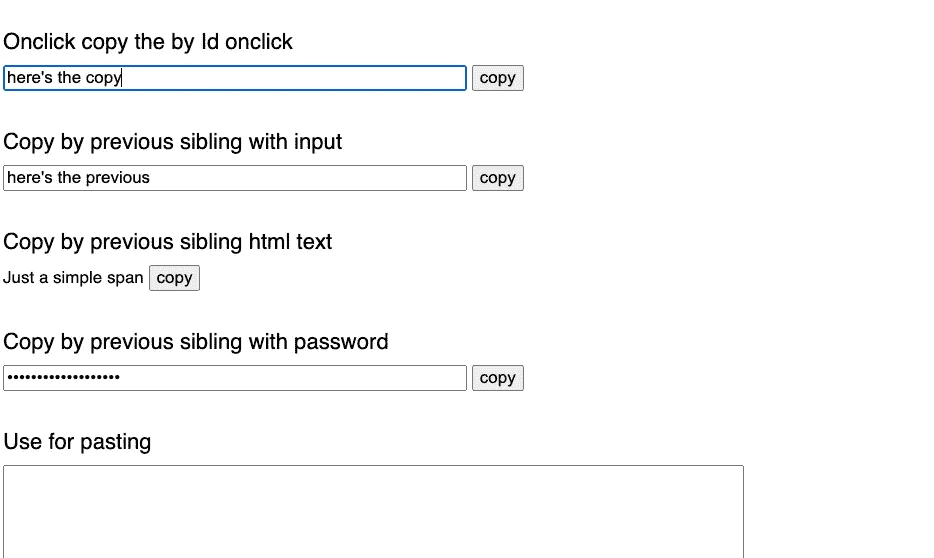 Onclick copy the by Id onclick
here's the copy copy
Copy by previous sibling with input
here's the previous copy
Copy by previous sibling html text
Just a simple span copy
Copy by previous sibling with password
••••••••••••••••••• copy
Use for pasting